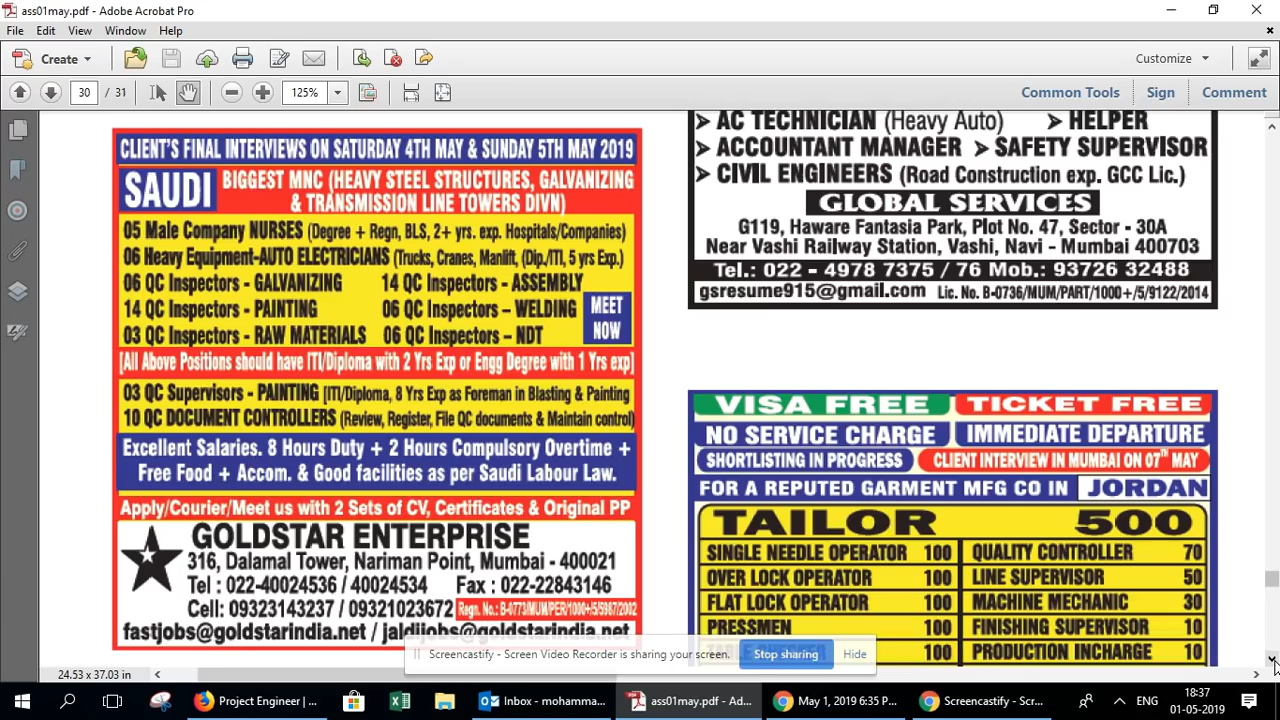 ass01may.pdf - Adobe Acrobat Pro
File Edit View Window Help
Create
Customize
30 / 31
125%
Common Tools Sign Comment
CLIENT'S FINAL INTERVIEWS ON SATURDAY 4TH MAY & SUNDAY 5TH MAY 2019
SAUDI
BIGGEST MNC (HEAVY STEEL STRUCTURES, GALVANIZING
& TRANSMISSION LINE TOWERS DIVN)
05 Male Company NURSES (Degree + Regn, BLS, 2+ yrs. exp. Hospitals/Companies)
06 Heavy Equipment-AUTO ELECTRICIANS (Trucks, Cranes, Manlift, (Dip./ITI, 5 yrs Exp.)
06 QC Inspectors - GALVANIZING 14 QC Inspectors - ASSEMBLY
14 QC Inspectors - PAINTING 06 QC Inspectors – WELDING
03 QC Inspectors - RAW MATERIALS 06 QC Inspectors – NDT
MEET
NOW
[All Above Positions should have ITI/Diploma with 2 Yrs Exp or Engg Degree with 1 Yrs exp]
03 QC Supervisors - PAINTING [ITI/Diploma, 8 Yrs Exp as Foreman in Blasting & Painting
10 QC DOCUMENT CONTROLLERS (Review, Register, File QC documents & Maintain control)
Excellent Salaries. 8 Hours Duty + 2 Hours Compulsory Overtime +
Free Food + Accom. & Good facilities as per Saudi Labour Law.
Apply/Courier/Meet us with 2 Sets of CV, Certificates & Original PP
GOLDSTAR ENTERPRISE
316, Dalamal Tower, Nariman Point, Mumbai - 400021
Tel : 022-40024536 / 40024534 Fax : 022-22843146
Cell: 09323143237 / 09321023672 Regn. No.: B-0773/MUM/PER/1000+/5/5987/2002
fastjobs@goldstarindia.net / jaldijobs@goldstarindia.net
➢ AC TECHNICIAN (Heavy Auto) ➢ HELPER
➢ ACCOUNTANT MANAGER ➢ SAFETY SUPERVISOR
➢ CIVIL ENGINEERS (Road Construction exp. GCC Lic.)
GLOBAL SERVICES
G119, Haware Fantasia Park, Plot No. 47, Sector - 30A
Near Vashi Railway Station, Vashi, Navi - Mumbai 400703
Tel.: 022 - 4978 7375 / 76 Mob.: 93726 32488
gsresume915@gmail.com Lic. No. B-0736/MUM/PART/1000+/5/9122/2014
VISA FREE TICKET FREE
NO SERVICE CHARGE IMMEDIATE DEPARTURE
SHORTLISTING IN PROGRESS CLIENT INTERVIEW IN MUMBAI ON 07TH MAY
FOR A REPUTED GARMENT MFG CO IN JORDAN
TAILOR 500
SINGLE NEEDLE OPERATOR 100 QUALITY CONTROLLER 70
OVER LOCK OPERATOR 100 LINE SUPERVISOR 50
FLAT LOCK OPERATOR 100 MACHINE MECHANIC 30
PRESSMEN 100 FINISHING SUPERVISOR 10
100 PRODUCTION INCHARGE 10
Screencastify - Screen Video Recorder is sharing your screen. Stop sharing Hide
24.53 x 37.03 in
Project Engineer | ...
Inbox - mohamma...
ass01may.pdf - Ad...
May 1, 2019 6:35 P...
Screencastify - Scr...
ENG
18:37
01-05-2019